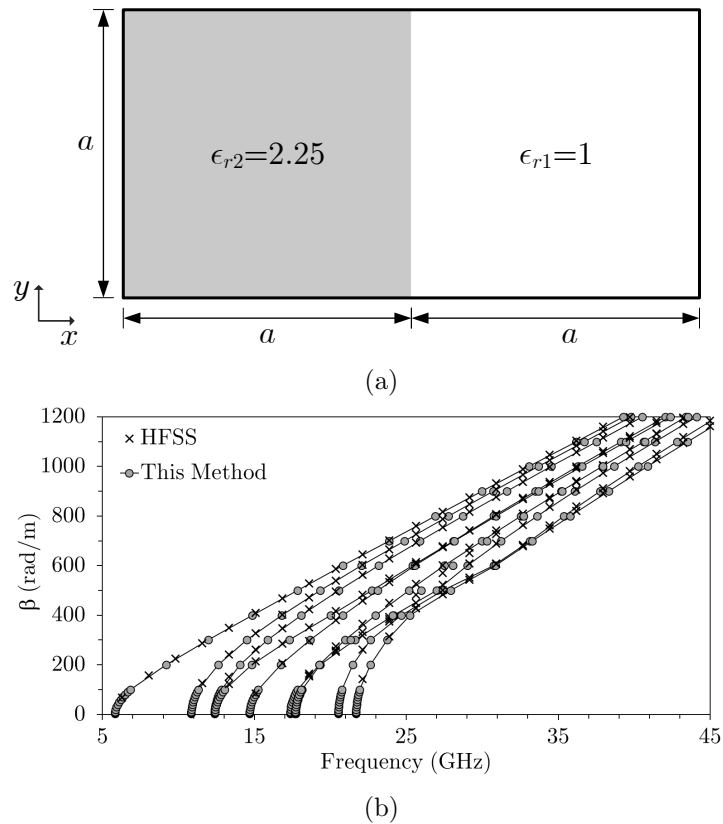 a
ϵr2=2.25
ϵr1=1
y
x
a
a
(a)
1200
1000
800
600
400
200
0
β (rad/m)
HFSS
This Method
5
15
25
35
45
Frequency (GHz)
(b)